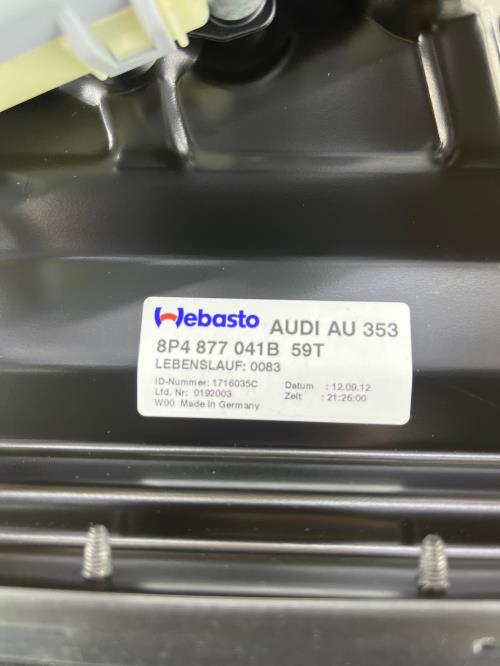 Webasto AUDI AU 353
8P4 877 041B 59T
LEBENSLAUF: 0083
ID-Nummer: 1716035C Datum : 12.09.12
Lfd. Nr: 0192003 Zeit : 21:26:00
W00 Made in Germany